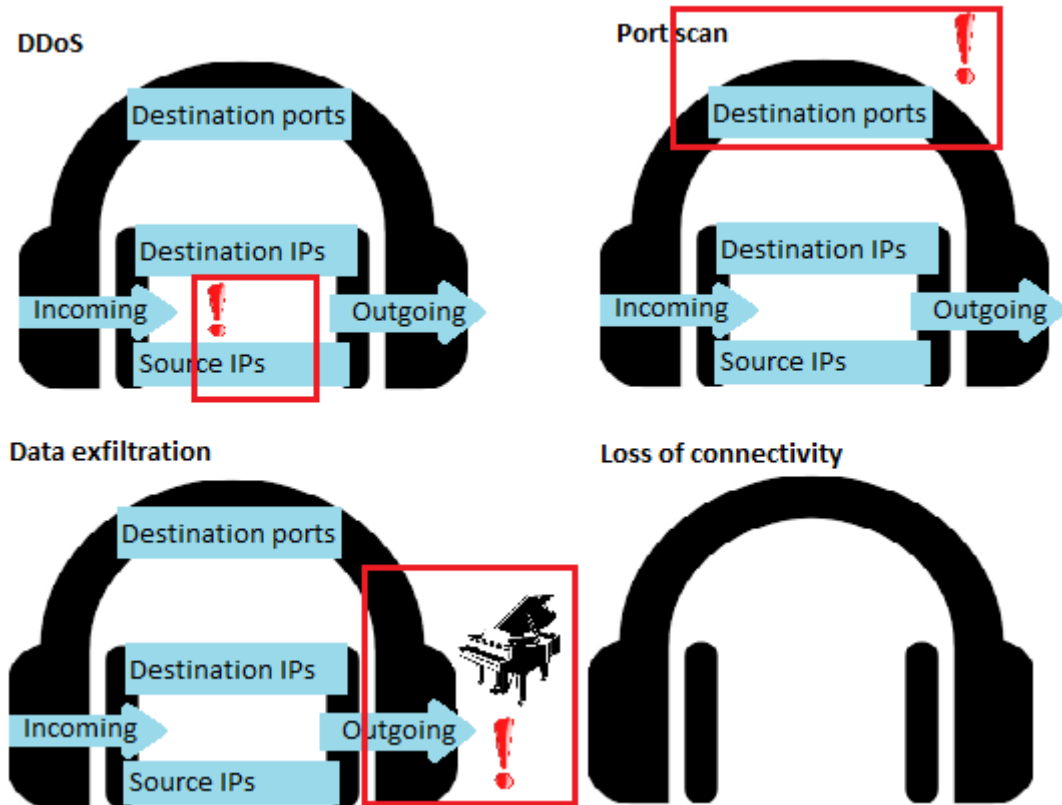 DDoS
Destination ports
Destination IPs
Incoming
Outgoing
Source IPs
Port scan
Destination ports
Destination IPs
Incoming
Outgoing
Source IPs
Data exfiltration
Destination ports
Destination IPs
Incoming
Outgoing
Source IPs
Loss of connectivity